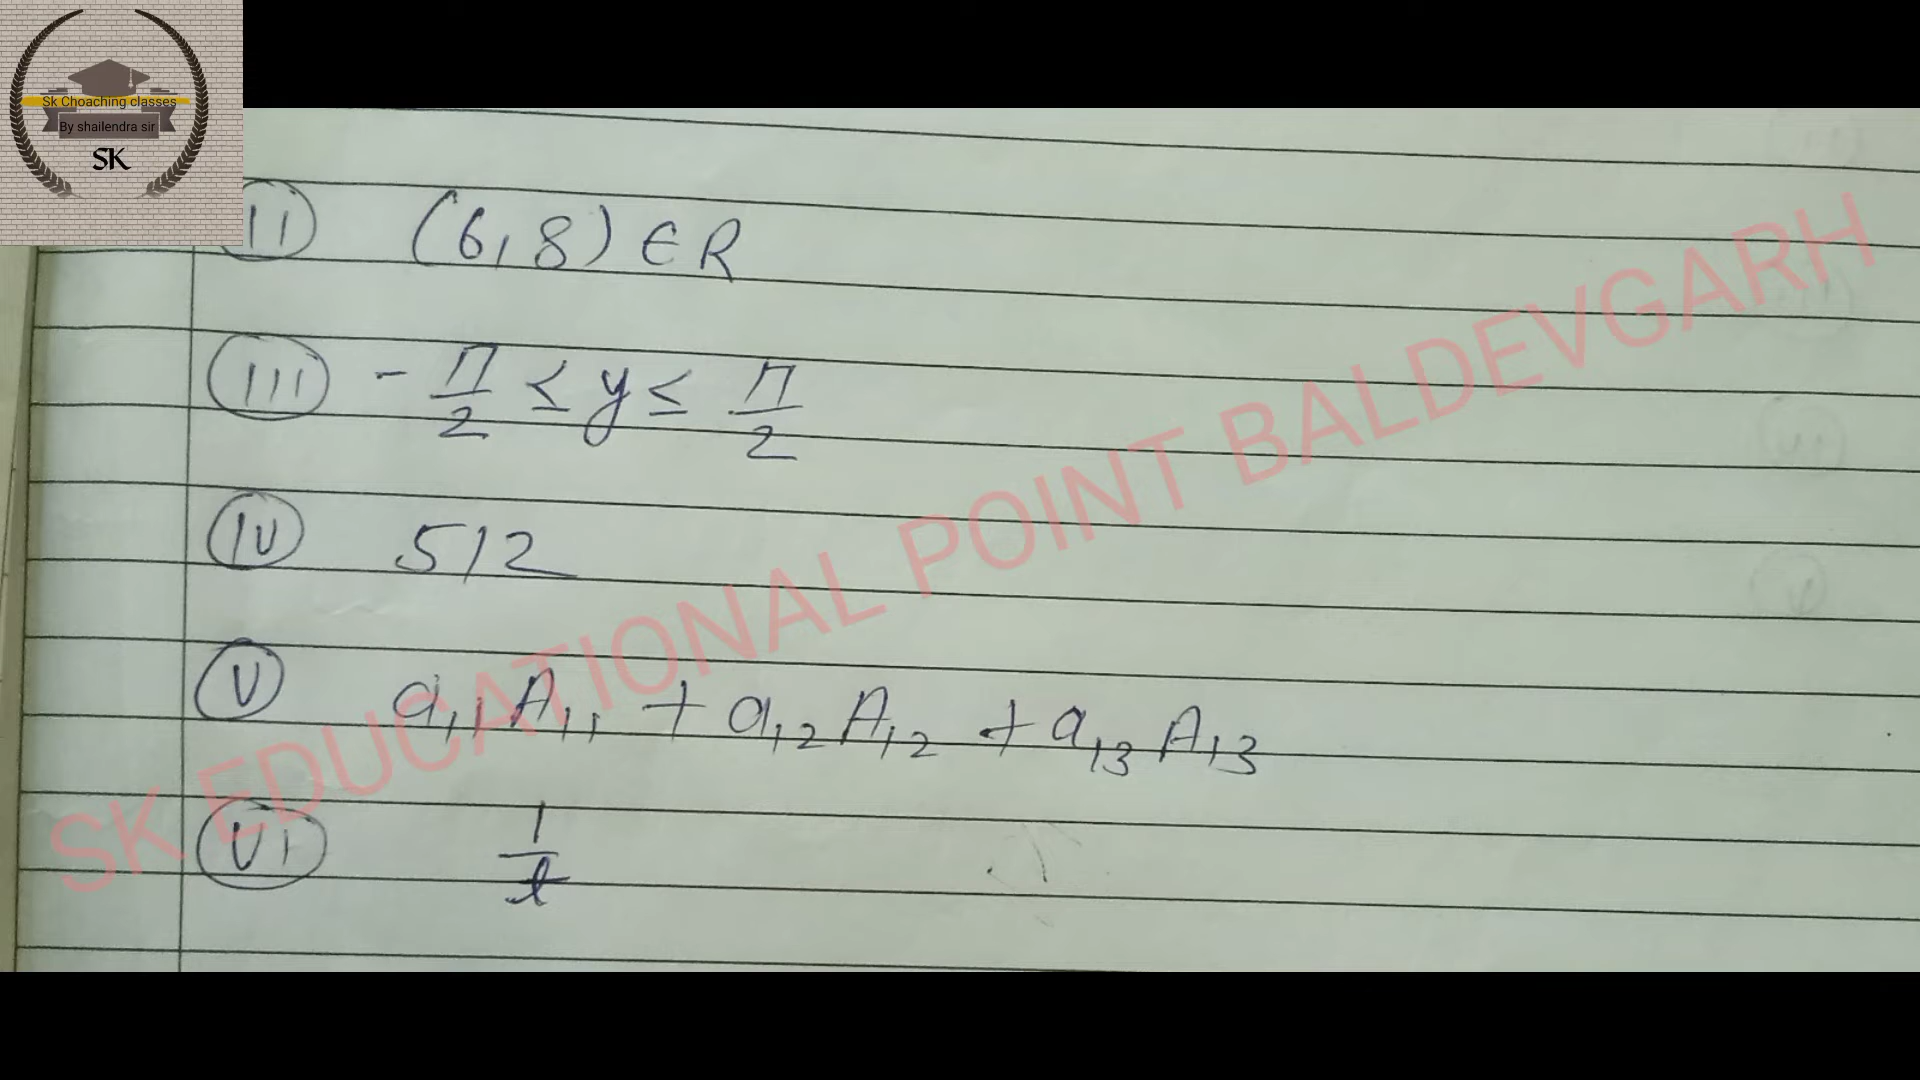 Sk Choaching classes
By shailendra sir
SK
(II) (6,8) ∈ R
(III) - π/2 ≤ y ≤ π/2
(IV) 512
(V) a₁₁A₁₁ + a₁₂A₁₂ + a₁₃A₁₃
(VI) 1/t
SK EDUCATIONAL POINT BALDEVGARH